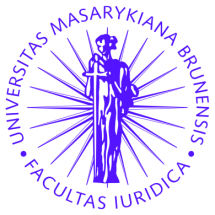 UNIVERSITAS MASARYKIANA BRUNENSIS
• FACULTAS IURIDICA •